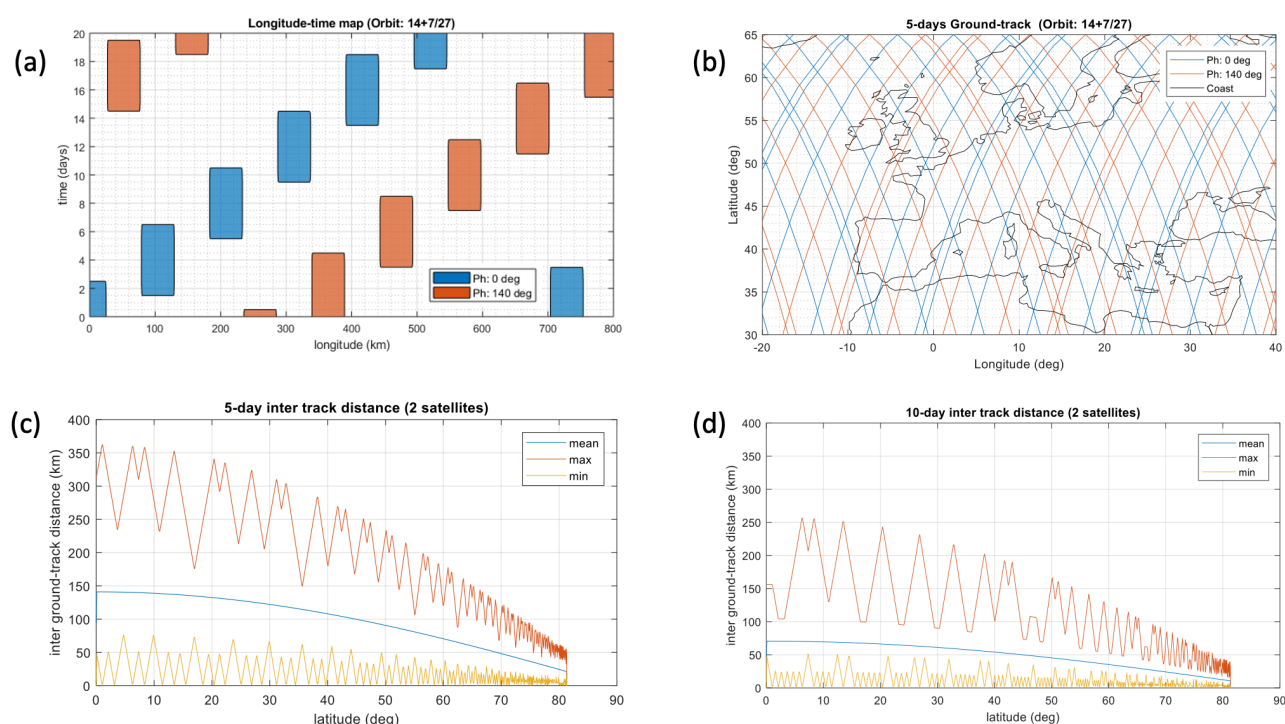 (a)
Longitude-time map (Orbit: 14+7/27)
20
18
16
14
12
10
8
6
4
2
0
time (days)
0 100 200 300 400 500 600 700 800
longitude (km)
Ph: 0 deg
Ph: 140 deg
(b)
5-days Ground-track (Orbit: 14+7/27)
65
60
55
50
45
40
35
30
Latitude (deg)
-20 -10 0 10 20 30 40
Longitude (deg)
Ph: 0 deg
Ph: 140 deg
Coast
(c)
5-day inter track distance (2 satellites)
400
350
300
250
200
150
100
50
0
inter ground-track distance (km)
0 10 20 30 40 50 60 70 80 90
latitude (deg)
mean
max
min
(d)
10-day inter track distance (2 satellites)
400
350
300
250
200
150
100
50
0
inter ground-track distance (km)
0 10 20 30 40 50 60 70 80 90
latitude (deg)
mean
max
min